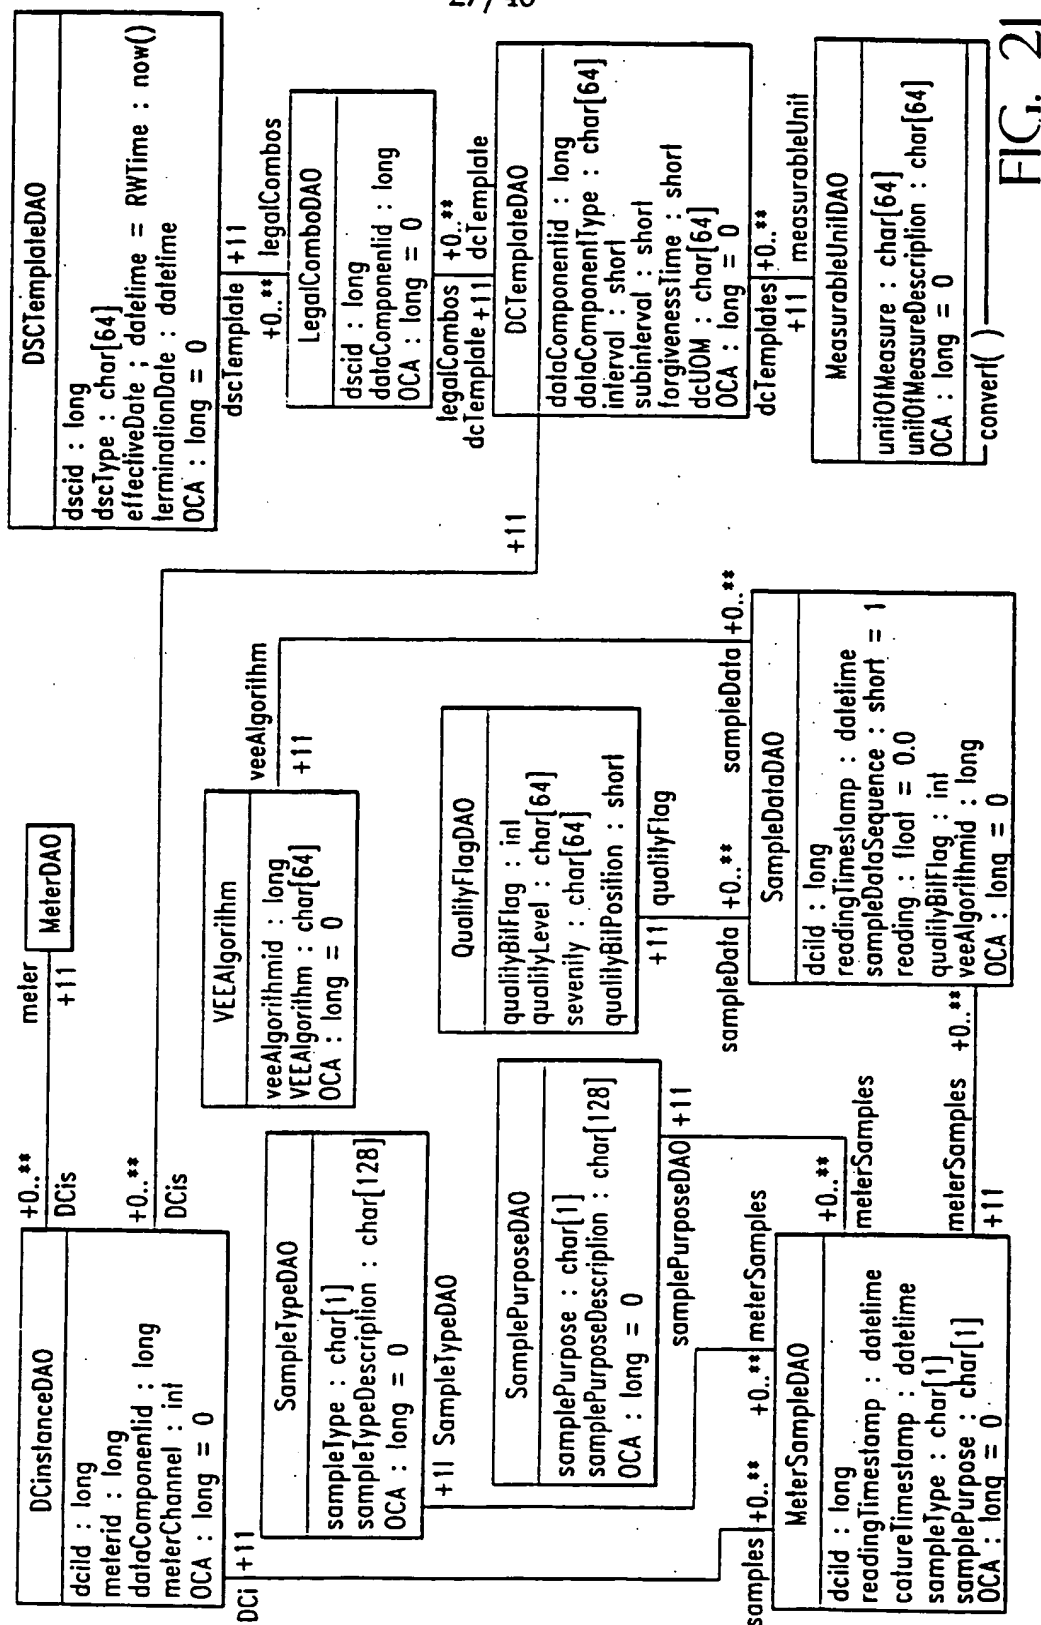 27/46
DSCTemplateDAO
dscid : long
dscType : char[64]
effectiveDate ; datetime = RWTime : now()
terminationDate : datetime
OCA : long = 0
dscTemplate
+11
+0..**
legalCombos
LegalComboDAO
dscid : long
dataComponentid : long
OCA : long = 0
legalCombos
+0..**
dcTemplate +11
dcTemplate
DCTemplateDAO
dataComponentid : long
dataComponentType : char[64]
interval : short
subinterval : short
forgivenessTime : short
dcUOM : char[64]
OCA : long = 0
dcTemplates
+0..**
+11
measurableUnit
MeasurableUnitDAO
unitOfMeasure : char[64]
unitOfMeasureDescription : char[64]
OCA : long = 0
convert( )
FIG. 21
+11
MeterDAO
meter
+11
+0..**
DCis
+0..**
DCis
DCinstanceDAO
dcild : long
meterid : long
dataComponentid : long
meterChannel : int
OCA : long = 0
DCi
+11
VEEAlgorithm
veeAlgorithmid : long
VEEAlgorithm : char[64]
OCA : long = 0
veeAlgorithm
+11
SampleTypeDAO
sampleType : char[1]
sampleTypeDescription : char[128]
OCA : long = 0
+11 SampleTypeDAO
QualityFlagDAO
qualityBitFlag : int
qualityLevel : char[64]
sevenity : char[64]
qualityBitPosition : short
+11
qualityFlag
SamplePurposeDAO
samplePurpose : char[1]
samplePurposeDescription : char[128]
OCA : long = 0
samplePurposeDAO +11
sampleData
+0..**
sampleData
+0..**
SampleDataDAO
dcild : long
readingTimestamp : datetime
sampleDataSequence : short = 1
reading : float = 0.0
qualityBitFlag : int
veeAlgorithmid : long
OCA : long = 0
samples
+0..**
+0..**
meterSamples
+0..**
meterSamples
MeterSampleDAO
dcild : long
readingTimestamp : datetime
catureTimestamp : datetime
sampleType : char[1]
samplePurpose : char[1]
OCA : long = 0
meterSamples
+0..**
+11